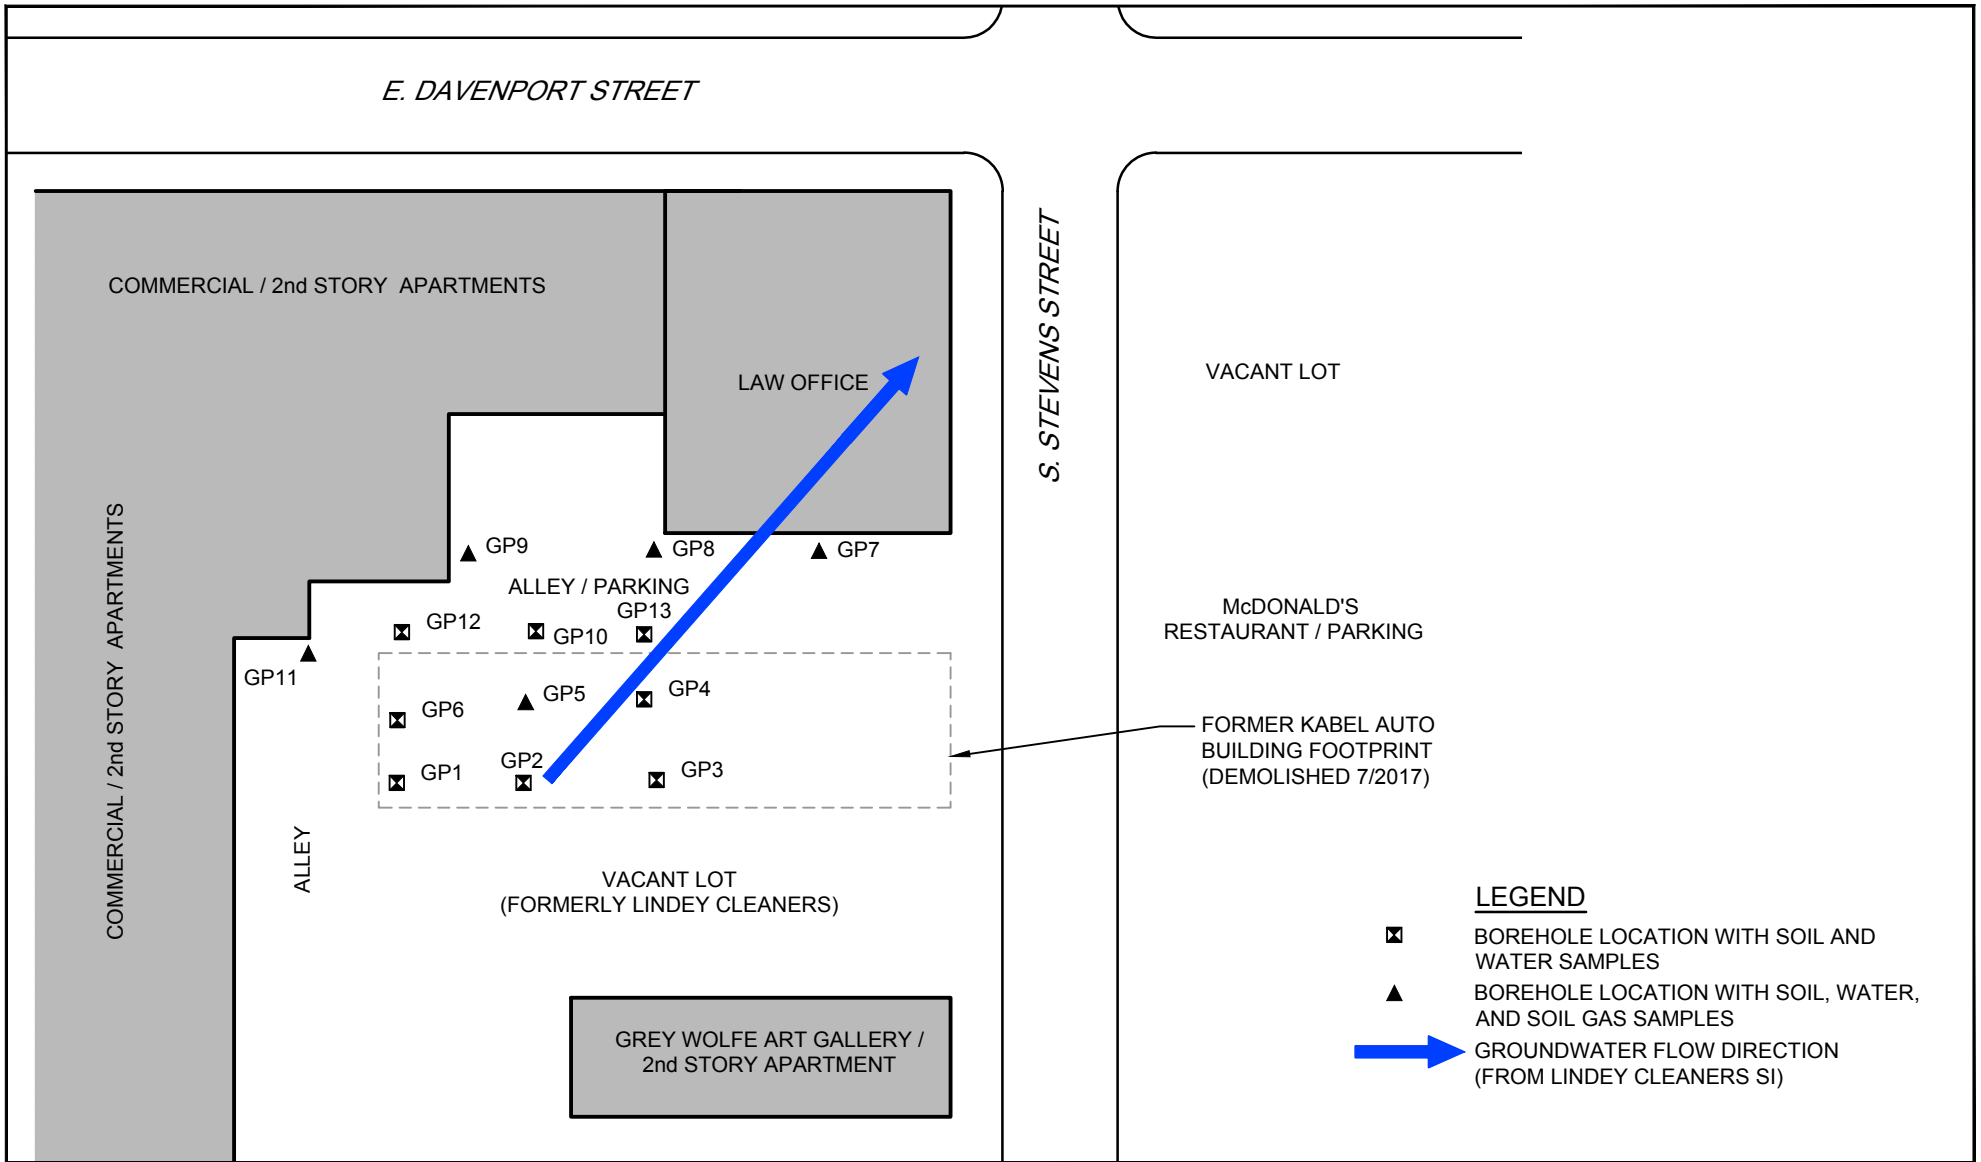 E. DAVENPORT STREET
S. STEVENS STREET
COMMERCIAL / 2nd STORY APARTMENTS
LAW OFFICE
VACANT LOT
COMMERCIAL / 2nd STORY APARTMENTS
GP9
GP8
GP7
ALLEY / PARKING
GP13
GP12
GP10
McDONALD'S
RESTAURANT / PARKING
GP11
GP5
GP4
GP6
FORMER KABEL AUTO
BUILDING FOOTPRINT
(DEMOLISHED 7/2017)
GP2
GP1
GP3
ALLEY
VACANT LOT
(FORMERLY LINDEY CLEANERS)
GREY WOLFE ART GALLERY /
2nd STORY APARTMENT
LEGEND
BOREHOLE LOCATION WITH SOIL AND
WATER SAMPLES
BOREHOLE LOCATION WITH SOIL, WATER,
AND SOIL GAS SAMPLES
GROUNDWATER FLOW DIRECTION
(FROM LINDEY CLEANERS SI)